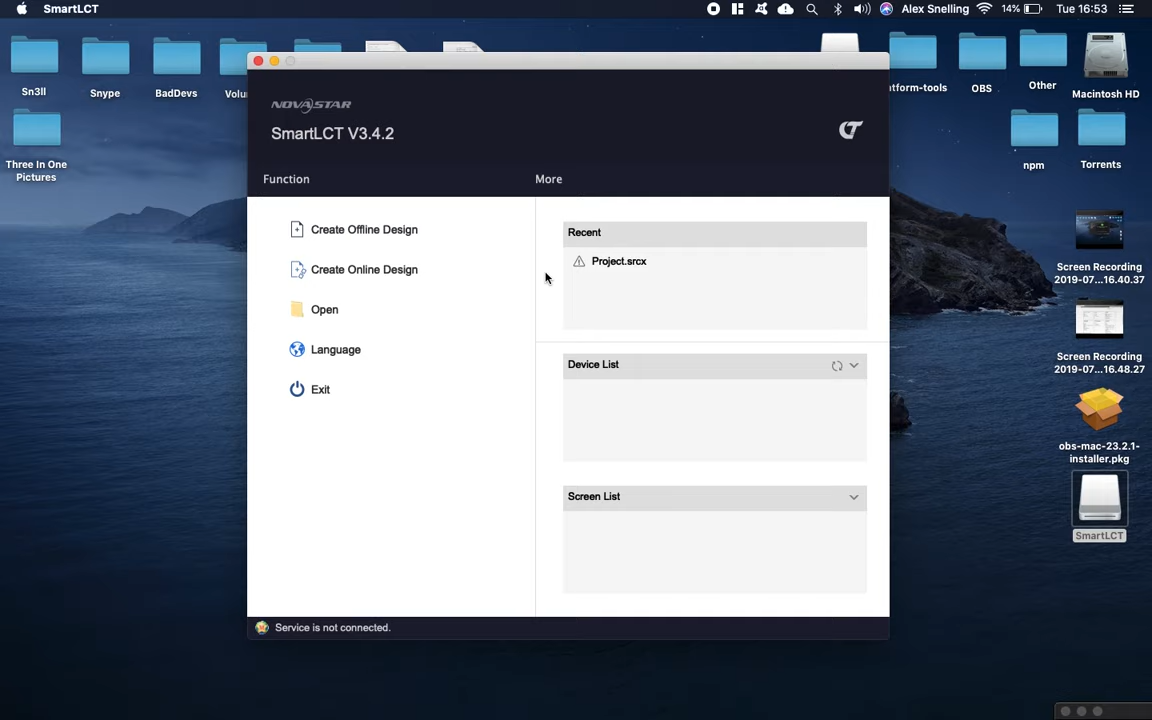 SmartLCT
Alex Snelling 14% Tue 16:53
Sn3ll
Snype
BadDevs
Volu
tform-tools
OBS
Other
Macintosh HD
Three In One
Pictures
npm
Torrents
Screen Recording
2019-07...16.40.37
Screen Recording
2019-07...16.48.27
obs-mac-23.2.1-
installer.pkg
SmartLCT
NOVASTAR
SmartLCT V3.4.2
Function
More
Create Offline Design
Create Online Design
Open
Language
Exit
Recent
Project.srcx
Device List
Screen List
Service is not connected.